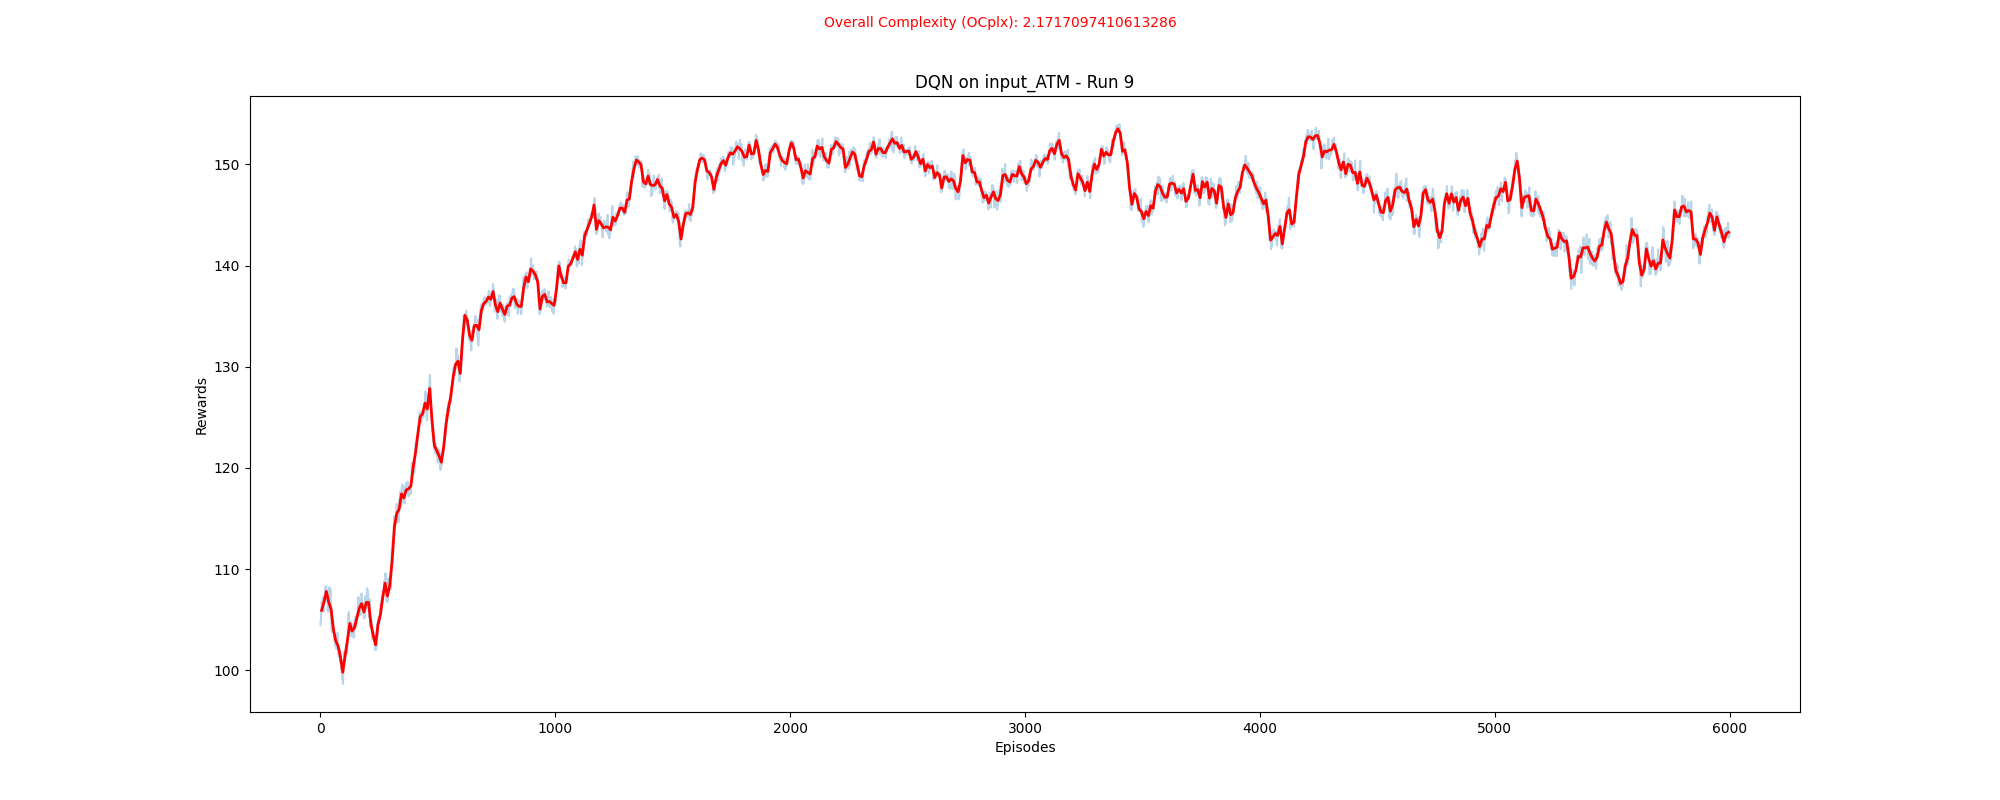 Overall Complexity (OCplx): 2.1717097410613286
DQN on input_ATM - Run 9
150
140
130
120
110
100
Rewards
0 1000 2000 3000 4000 5000 6000
Episodes